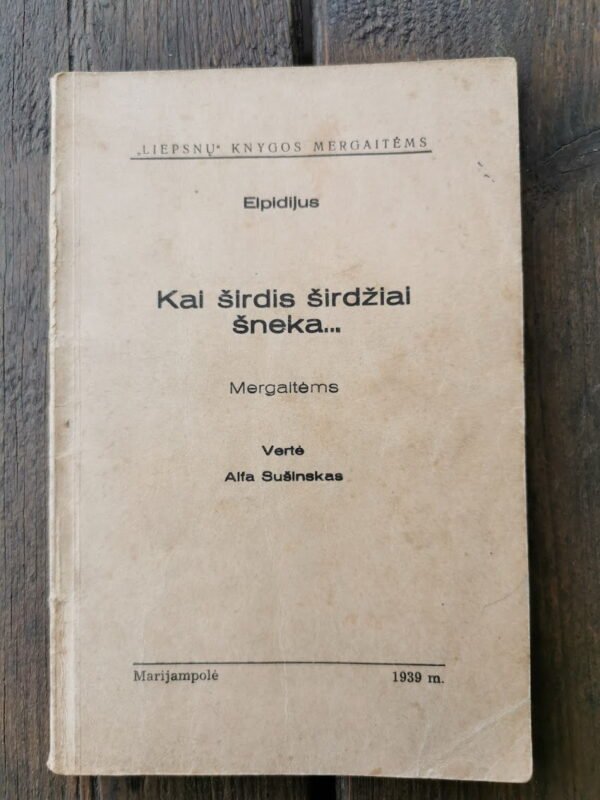 „LIEPSNŲ“ KNYGOS MERGAITĖMS
Elpidijus
Kai širdis širdžiai
šneka...
Mergaitėms
Vertė
Alfa Sušinskas
Marijampolė 1939 m.